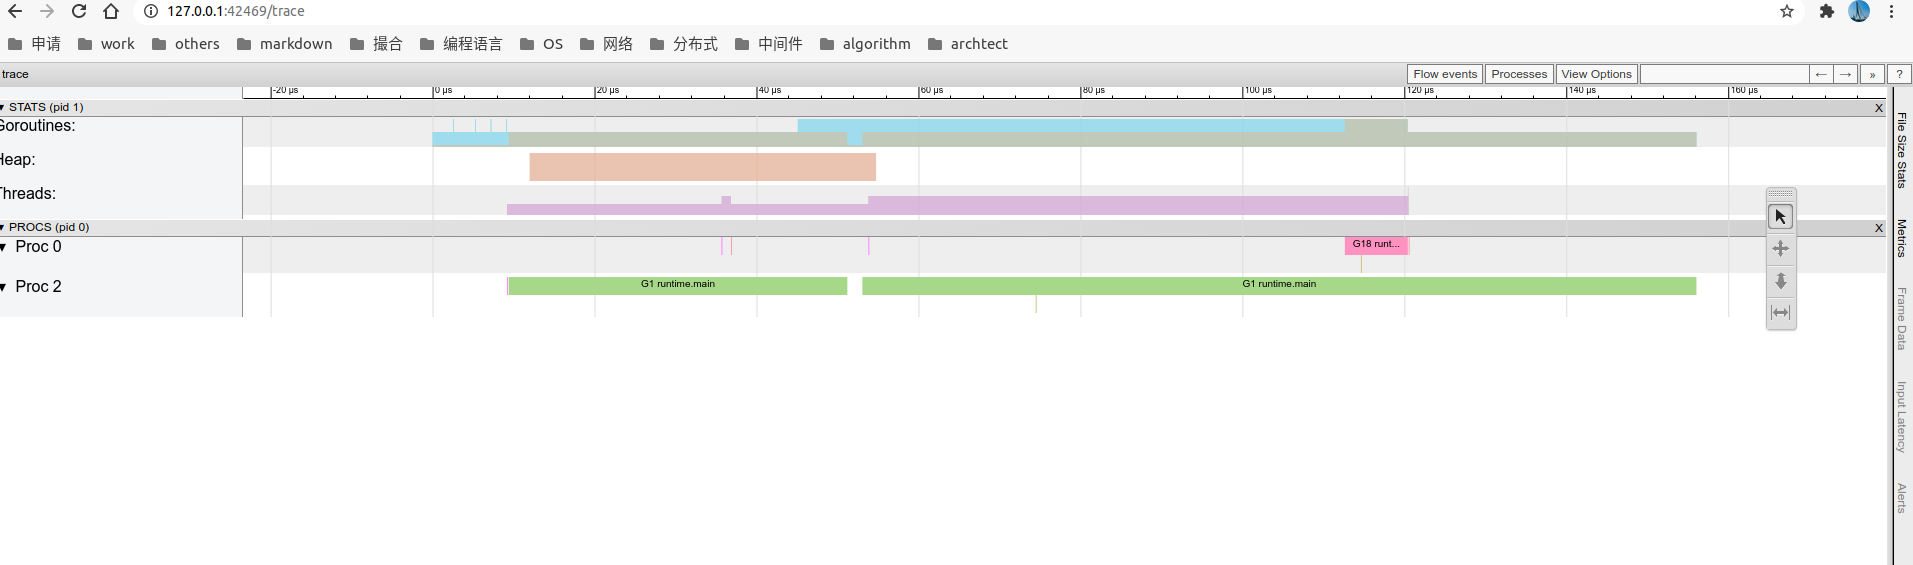 127.0.0.1:42469/trace
申请 work others markdown 撮合 编程语言 OS 网络 分布式 中间件 algorithm archtect
trace Flow events Processes View Options ← → » ?
-20 µs 0 µs 20 µs 40 µs 60 µs 80 µs 100 µs 120 µs 140 µs 160 µs
STATS (pid 1) X
Goroutines:
Heap:
Threads:
PROCS (pid 0) X
Proc 0 G18 runt...
Proc 2 G1 runtime.main G1 runtime.main
File Size Stats
Metrics
Frame Data
Input Latency
Alerts